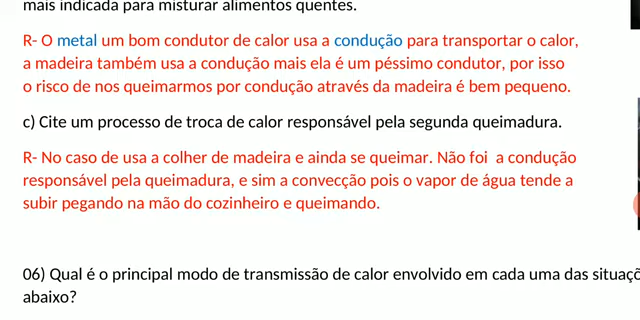 mais indicada para misturar alimentos quentes.
R- O metal um bom condutor de calor usa a condução para transportar o calor,
a madeira também usa a condução mais ela é um péssimo condutor, por isso
o risco de nos queimarmos por condução através da madeira é bem pequeno.
c) Cite um processo de troca de calor responsável pela segunda queimadura.
R- No caso de usa a colher de madeira e ainda se queimar. Não foi a condução
responsável pela queimadura, e sim a convecção pois o vapor de água tende a
subir pegando na mão do cozinheiro e queimando.
06) Qual é o principal modo de transmissão de calor envolvido em cada uma das
abaixo?